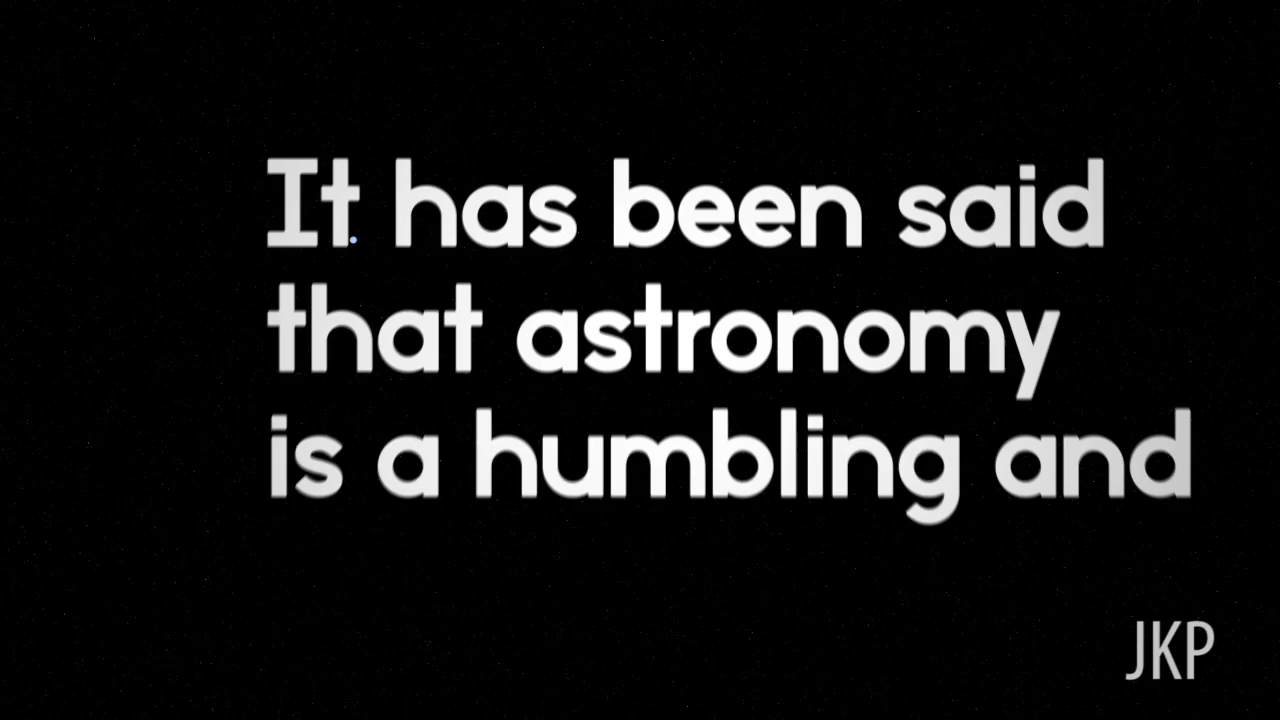 It has been said
that astronomy
is a humbling and
JKP